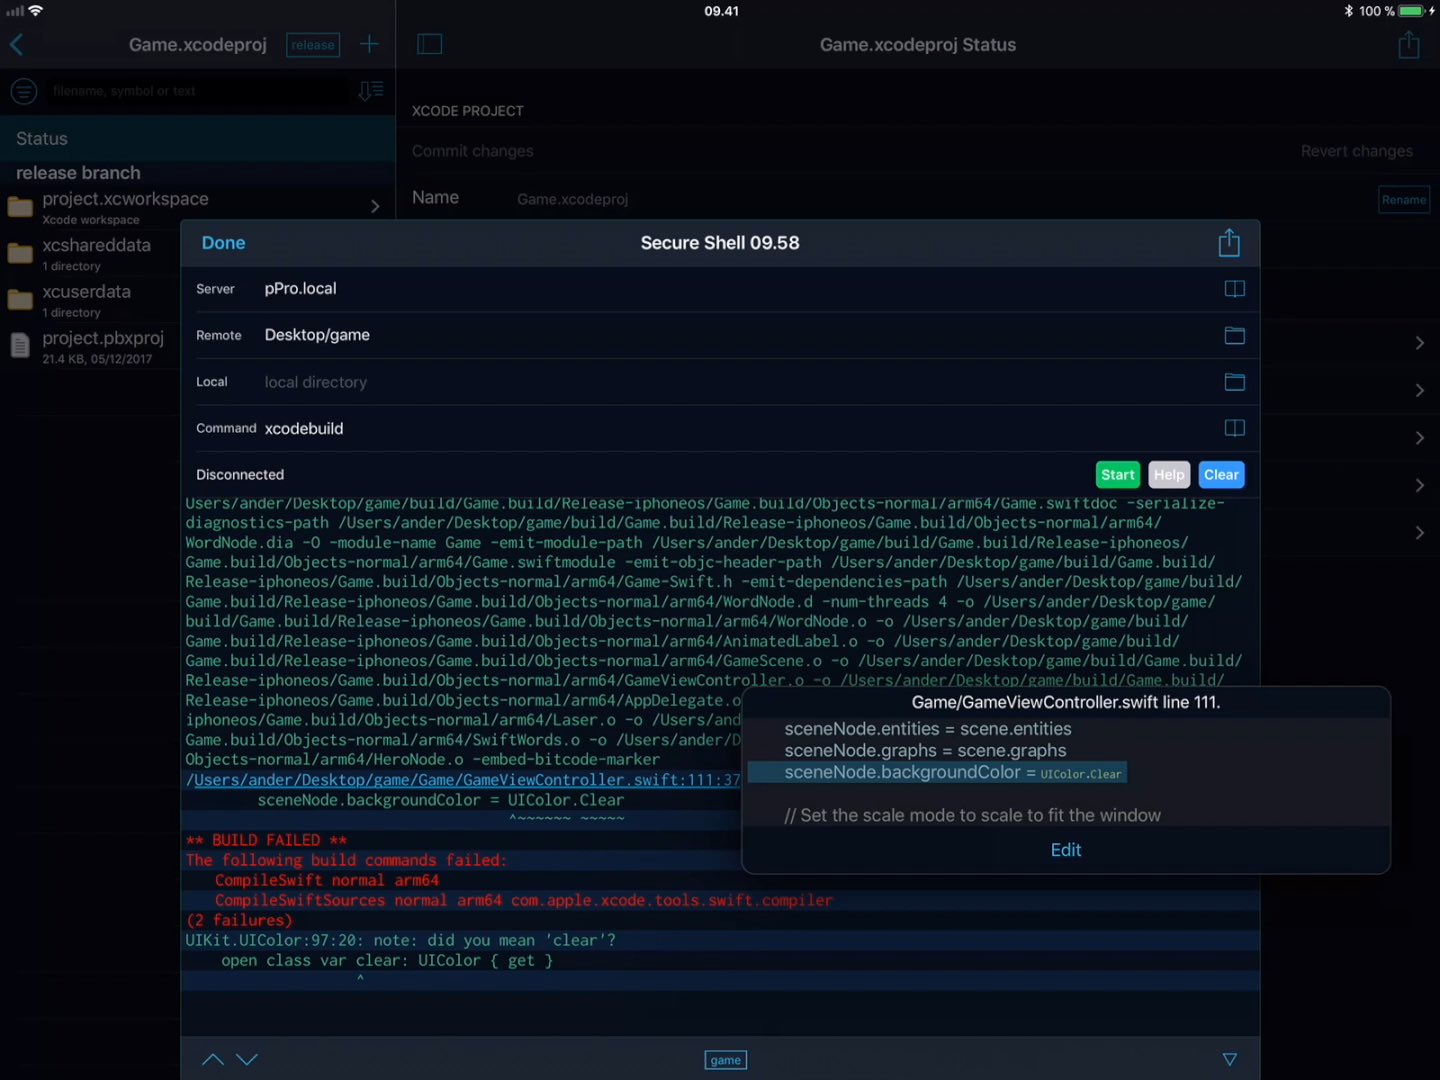 09.41
100 %
Game.xcodeproj
release
Game.xcodeproj Status
filename, symbol or text
XCODE PROJECT
Status
Commit changes
Revert changes
release branch
Name
Game.xcodeproj
Rename
project.xcworkspace
Xcode workspace
xcshareddata
1 directory
xcuserdata
1 directory
project.pbxproj
21.4 KB, 05/12/2017
Done
Secure Shell 09.58
Server
pPro.local
Remote
Desktop/game
Local
local directory
Command
xcodebuild
Disconnected
Start
Help
Clear
Users/ander/Desktop/game/build/Game.build/Release-iphoneos/Game.build/Objects-normal/arm64/Game.swiftdoc -serialize-
diagnostics-path /Users/ander/Desktop/game/build/Game.build/Release-iphoneos/Game.build/Objects-normal/arm64/
WordNode.dia -O -module-name Game -emit-module-path /Users/ander/Desktop/game/build/Game.build/Release-iphoneos/
Game.build/Objects-normal/arm64/Game.swiftmodule -emit-objc-header-path /Users/ander/Desktop/game/build/Game.build/
Release-iphoneos/Game.build/Objects-normal/arm64/Game-Swift.h -emit-dependencies-path /Users/ander/Desktop/game/build/
Game.build/Release-iphoneos/Game.build/Objects-normal/arm64/WordNode.d -num-threads 4 -o /Users/ander/Desktop/game/
build/Game.build/Release-iphoneos/Game.build/Objects-normal/arm64/WordNode.o -o /Users/ander/Desktop/game/build/
Game.build/Release-iphoneos/Game.build/Objects-normal/arm64/AnimatedLabel.o -o /Users/ander/Desktop/game/build/
Game.build/Release-iphoneos/Game.build/Objects-normal/arm64/GameScene.o -o /Users/ander/Desktop/game/build/Game.build/
Release-iphoneos/Game.build/Objects-normal/arm64/GameViewController.o -o /Users/ander/Desktop/game/build/Game.build/
Release-iphoneos/Game.build/Objects-normal/arm64/AppDelegate.o
iphoneos/Game.build/Objects-normal/arm64/Laser.o -o /Users/and
Game.build/Objects-normal/arm64/SwiftWords.o -o /Users/ander/D
Objects-normal/arm64/HeroNode.o -embed-bitcode-marker
/Users/ander/Desktop/game/Game/GameViewController.swift:111:37
sceneNode.backgroundColor = UIColor.Clear
^~~~~~~ ~~~~~
** BUILD FAILED **
The following build commands failed:
CompileSwift normal arm64
CompileSwiftSources normal arm64 com.apple.xcode.tools.swift.compiler
(2 failures)
UIKit.UIColor:97:20: note: did you mean 'clear'?
open class var clear: UIColor { get }
^
Game/GameViewController.swift line 111.
sceneNode.entities = scene.entities
sceneNode.graphs = scene.graphs
sceneNode.backgroundColor = UIColor.Clear
// Set the scale mode to scale to fit the window
Edit
game